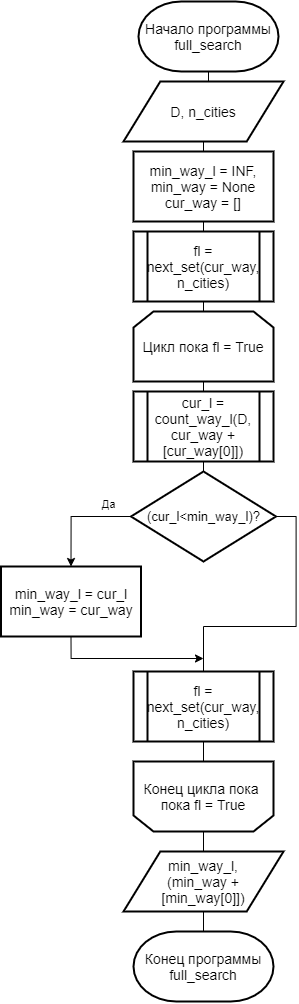 Начало программы
full_search
D, n_cities
min_way_l = INF,
min_way = None
cur_way = []
fl =
next_set(cur_way,
n_cities)
Цикл пока fl = True
cur_l =
count_way_l(D,
cur_way +
[cur_way[0]])
(cur_l<min_way_l)?
Да
min_way_l = cur_l
min_way = cur_way
fl =
next_set(cur_way,
n_cities)
Конец цикла пока
пока fl = True
min_way_l,
(min_way +
[min_way[0]])
Конец программы
full_search